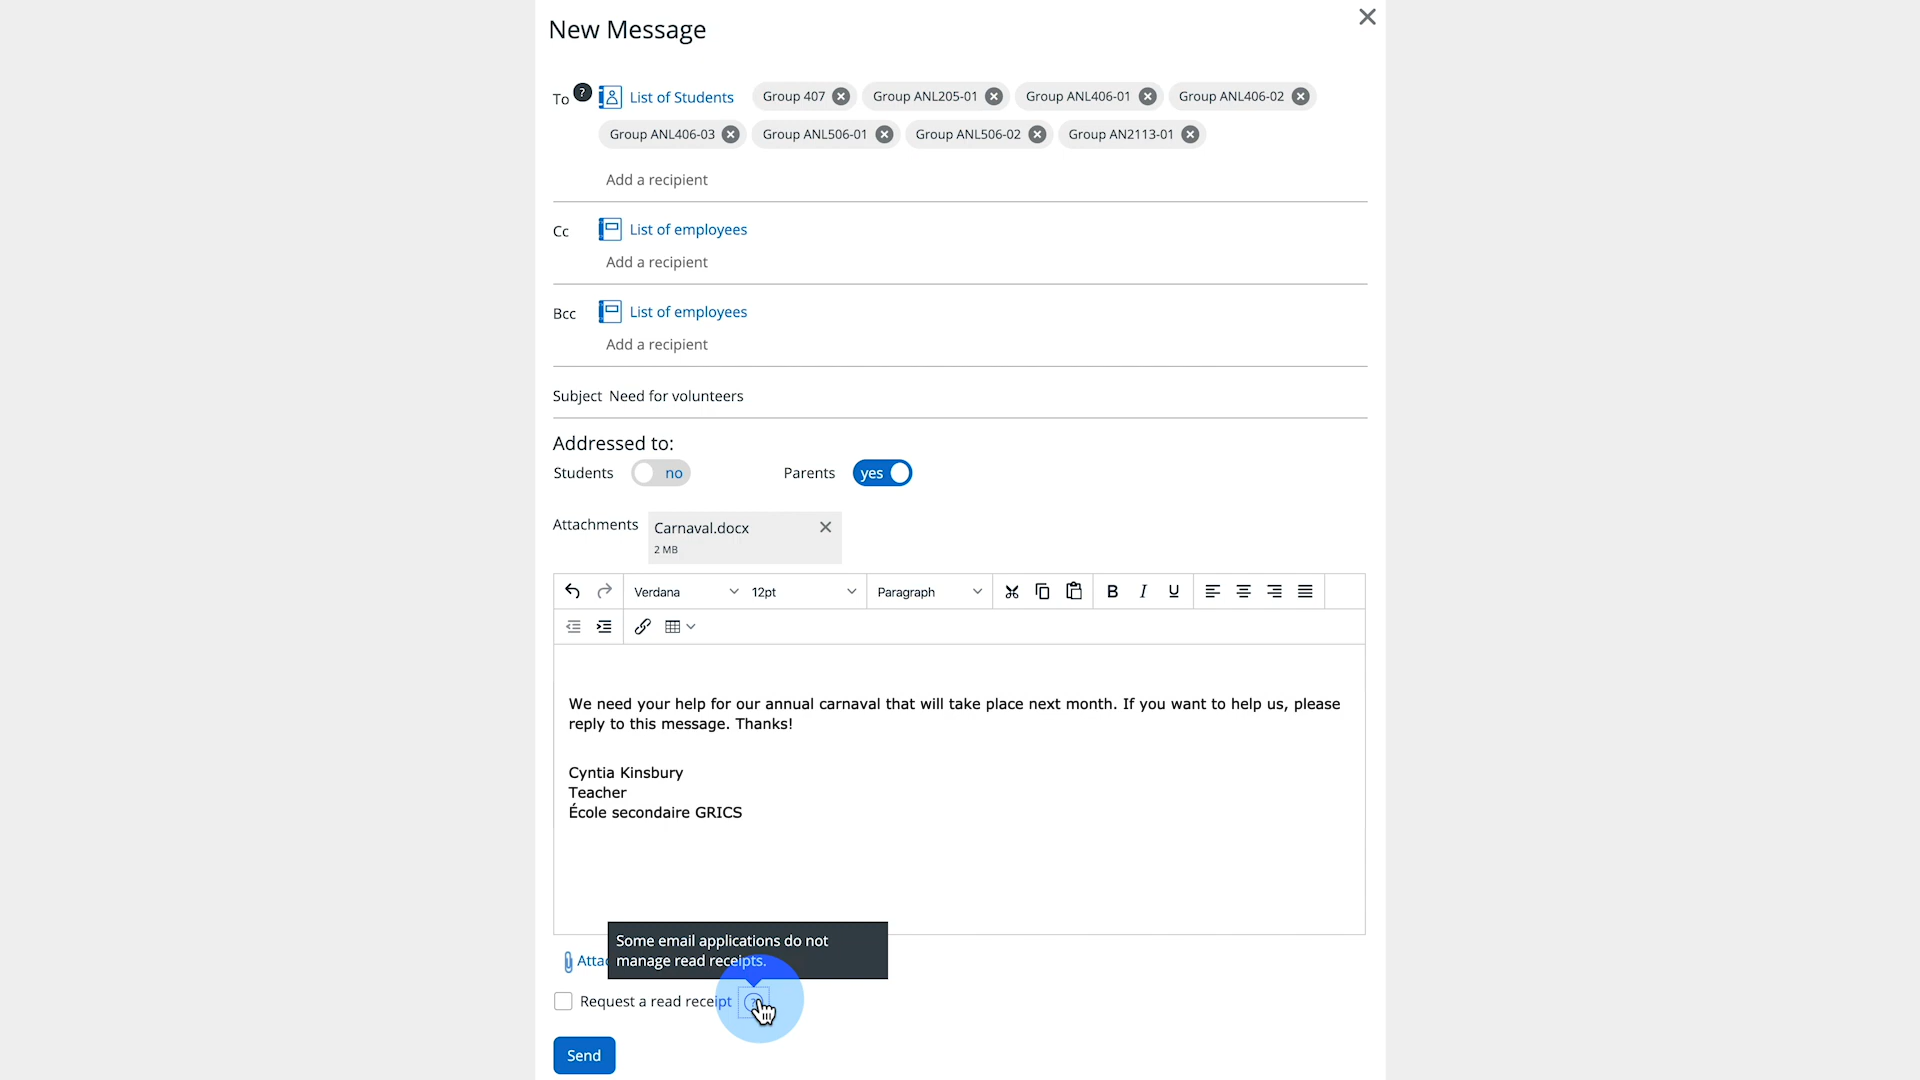 New Message
To ? List of Students Group 407 Group ANL205-01 Group ANL406-01 Group ANL406-02
Group ANL406-03 Group ANL506-01 Group ANL506-02 Group AN2113-01
Add a recipient
Cc List of employees
Add a recipient
Bcc List of employees
Add a recipient
Subject Need for volunteers
Addressed to:
Students no Parents yes
Attachments Carnaval.docx
2 MB
Verdana 12pt Paragraph B I U
We need your help for our annual carnaval that will take place next month. If you want to help us, please
reply to this message. Thanks!
Cyntia Kinsbury
Teacher
École secondaire GRICS
Some email applications do not
manage read receipts.
Atta
Request a read receipt ?
Send